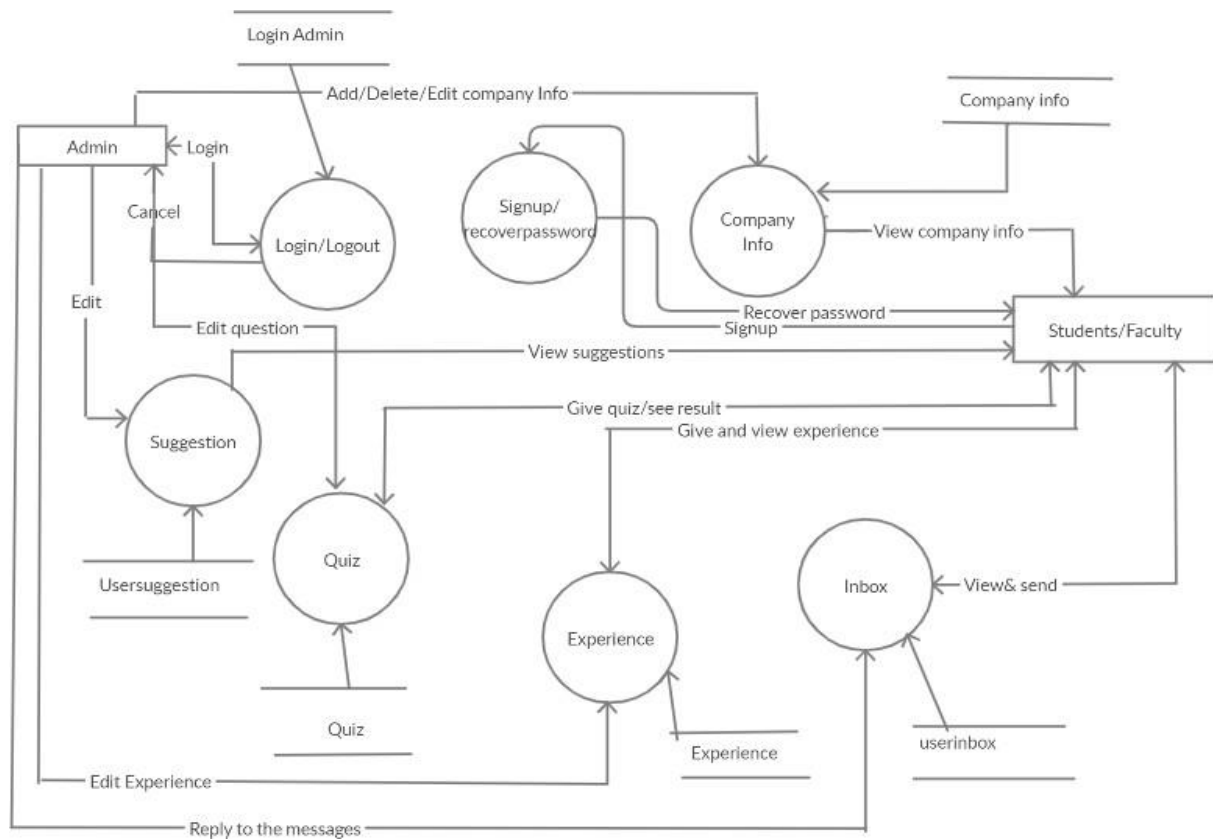 Login Admin
Add/Delete/Edit company Info
Company info
Admin
Login
Cancel
Login/Logout
Signup/
recoverpassword
Company
Info
View company info
Edit
Edit question
Recover password
Signup
Students/Faculty
View suggestions
Give quiz/see result
Give and view experience
Suggestion
Quiz
Inbox
View& send
Usersuggestion
Experience
Quiz
Experience
userinbox
Edit Experience
Reply to the messages